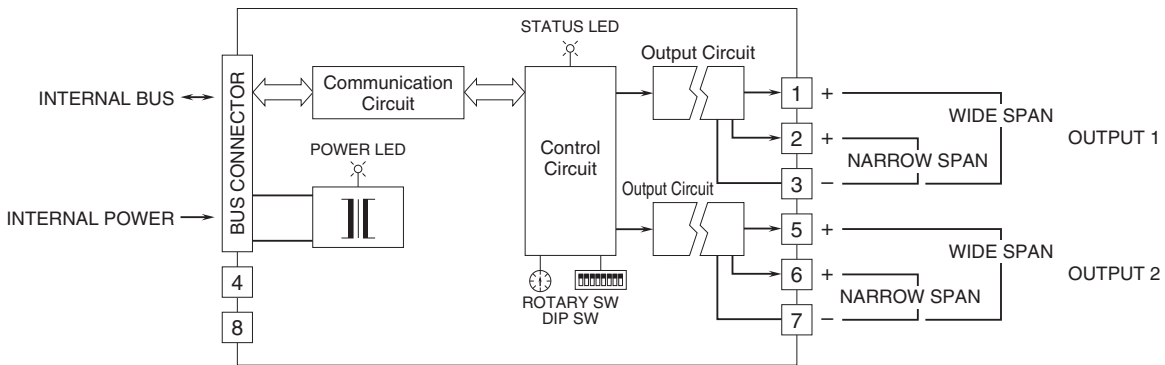 STATUS LED
Output Circuit
INTERNAL BUS
BUS CONNECTOR
Communication
Circuit
1 +
WIDE SPAN
2 +
OUTPUT 1
POWER LED
Control
Circuit
NARROW SPAN
3 −
Output Circuit
INTERNAL POWER
5 +
WIDE SPAN
4
6 +
OUTPUT 2
NARROW SPAN
ROTARY SW
DIP SW
8
7 −